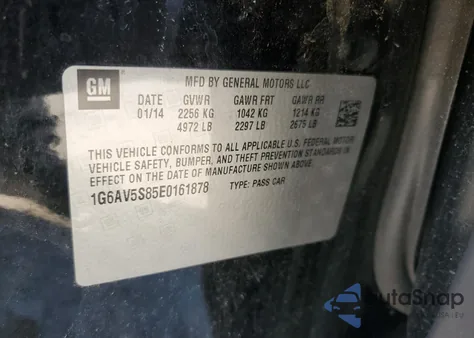 GM
MFD BY GENERAL MOTORS LLC
DATE GVWR GAWR FRT GAWR RR
01/14 2256 KG 1042 KG 1214 KG
4972 LB 2297 LB 2675 LB
THIS VEHICLE CONFORMS TO ALL APPLICABLE U.S. FEDERAL MOTOR
VEHICLE SAFETY, BUMPER, AND THEFT PREVENTION STANDARDS IN
EFFECT ON THE DATE OF MANUFACTURE SHOWN ABOVE.
1G6AV5S85E0161878 TYPE: PASS CAR
AutaSnap